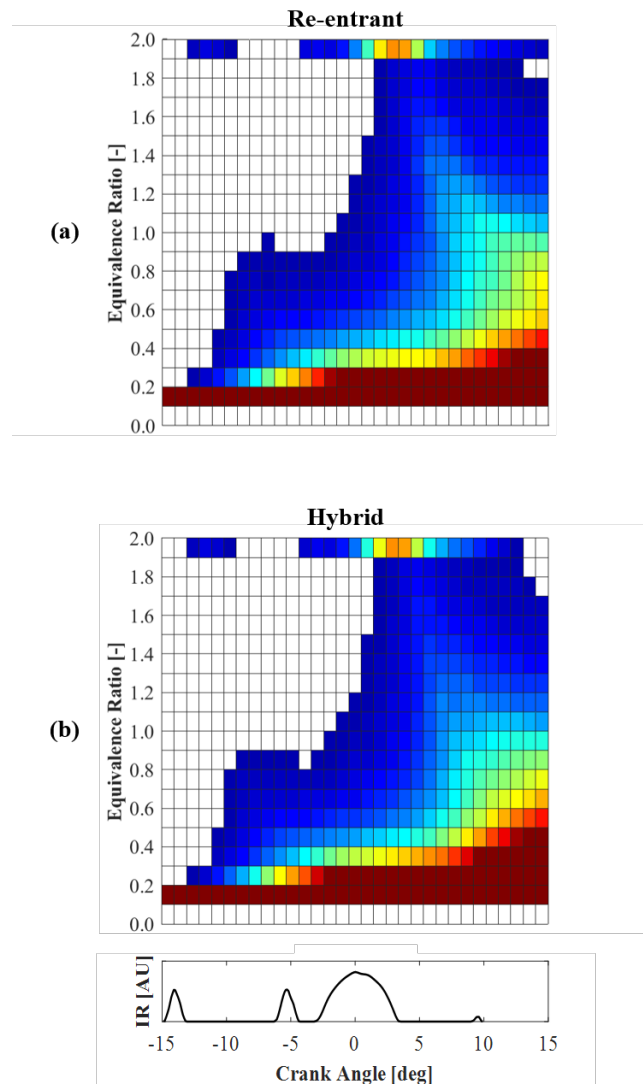 Re-entrant
2.0
1.8
1.6
1.4
1.2
1.0
0.8
0.6
0.4
0.2
0.0
Equivalence Ratio [-]
(a)
Hybrid
2.0
1.8
1.6
1.4
1.2
1.0
0.8
0.6
0.4
0.2
0.0
Equivalence Ratio [-]
(b)
IR [AU]
-15 -10 -5 0 5 10 15
Crank Angle [deg]